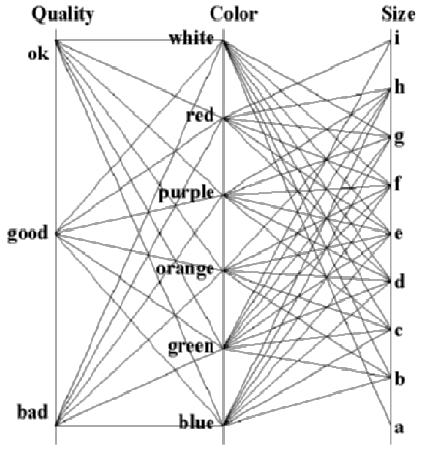 Quality Color Size
ok
good
bad
white
red
purple
orange
green
blue
i
h
g
f
e
d
c
b
a